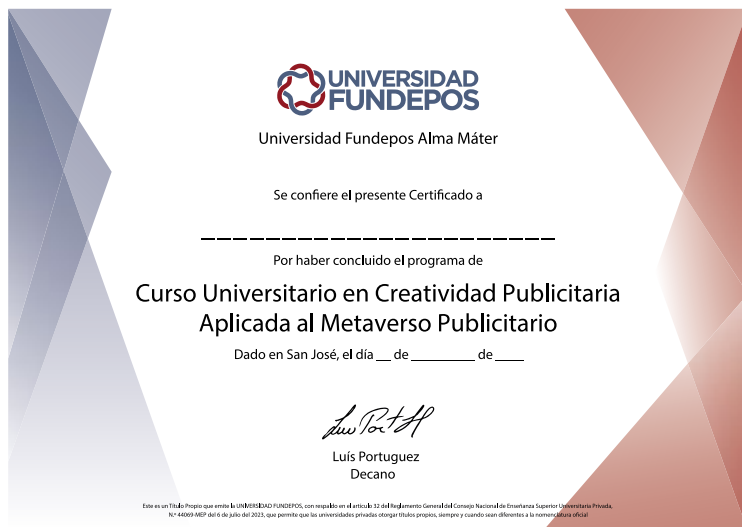 UNIVERSIDAD
FUNDEPOS
Universidad Fundepos Alma Máter
Se confiere el presente Certificado a
______________________
Por haber concluido el programa de
Curso Universitario en Creatividad Publicitaria
Aplicada al Metaverso Publicitario
Dado en San José, el día __ de ________ de ____
Luís Portuguez
Decano
Este es un Título Propio que emite la UNIVERSIDAD FUNDEPOS, con respaldo en el artículo 32 del Reglamento General del Consejo Nacional de Enseñanza Superior Universitaria Privada,
N.º 44069-MEP del 6 de julio del 2023, que permite que las universidades privadas otorgar títulos propios, siempre y cuando sean diferentes a la nomenclatura oficial